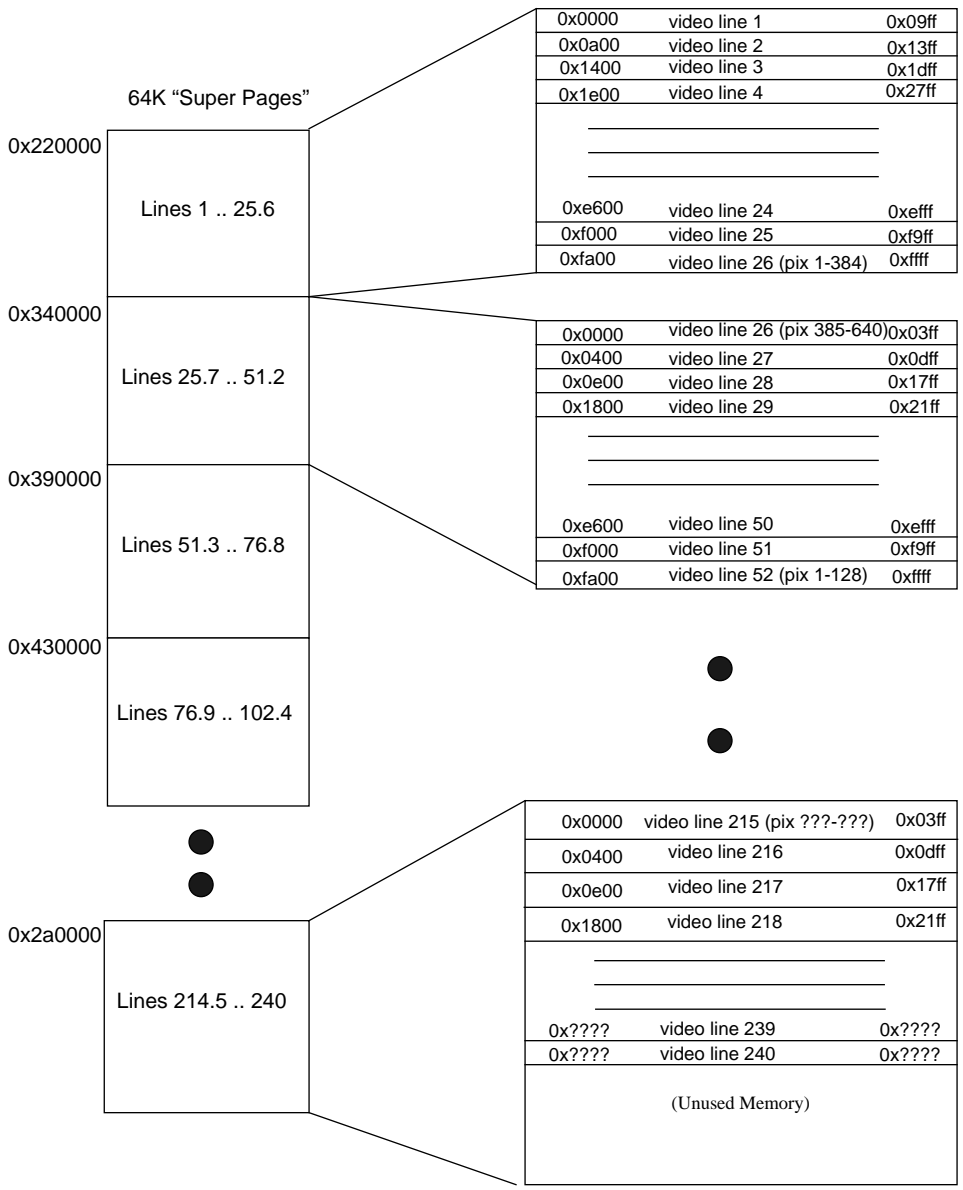 0x0000 video line 1 0x09ff
0x0a00 video line 2 0x13ff
0x1400 video line 3 0x1dff
0x1e00 video line 4 0x27ff
0xe600 video line 24 0xefff
0xf000 video line 25 0xf9ff
0xfa00 video line 26 (pix 1-384) 0xffff
64K “Super Pages”
0x220000
Lines 1 .. 25.6
0x340000
Lines 25.7 .. 51.2
0x390000
Lines 51.3 .. 76.8
0x430000
Lines 76.9 .. 102.4
0x2a0000
Lines 214.5 .. 240
0x0000 video line 26 (pix 385-640) 0x03ff
0x0400 video line 27 0x0dff
0x0e00 video line 28 0x17ff
0x1800 video line 29 0x21ff
0xe600 video line 50 0xefff
0xf000 video line 51 0xf9ff
0xfa00 video line 52 (pix 1-128) 0xffff
0x0000 video line 215 (pix ???-???) 0x03ff
0x0400 video line 216 0x0dff
0x0e00 video line 217 0x17ff
0x1800 video line 218 0x21ff
0x???? video line 239 0x????
0x???? video line 240 0x????
(Unused Memory)